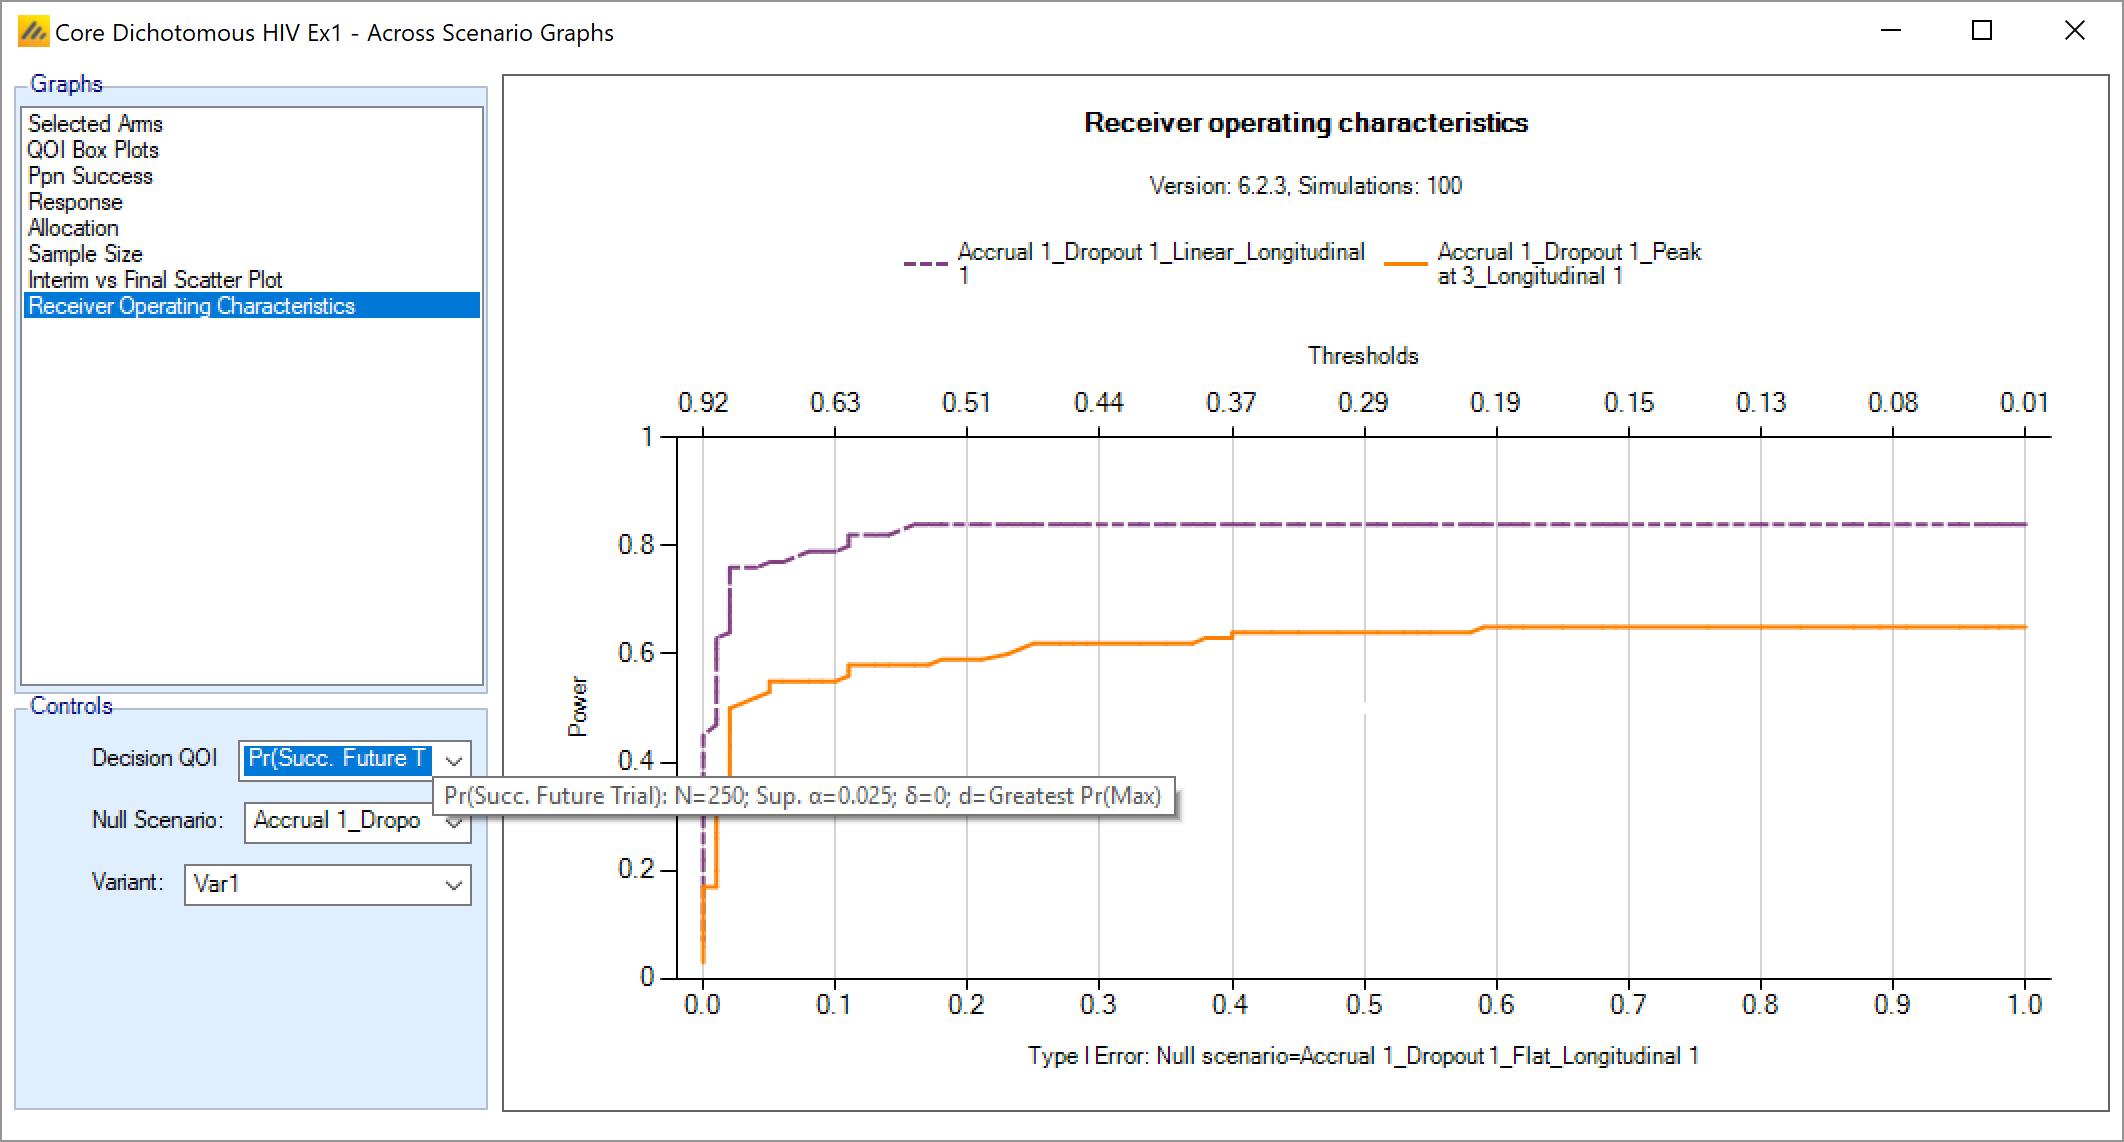 Core Dichotomous HIV Ex1 - Across Scenario Graphs
Graphs
Selected Arms
QOI Box Plots
Ppn Success
Response
Allocation
Sample Size
Interim vs Final Scatter Plot
Receiver Operating Characteristics
Controls
Decision QOI
Pr(Succ. Future T
Pr(Succ. Future Trial): N=250; Sup. α=0.025; δ=0; d=Greatest Pr(Max)
Null Scenario:
Accrual 1_Dropo
Variant:
Var1
Receiver operating characteristics
Version: 6.2.3, Simulations: 100
Accrual 1_Dropout 1_Linear_Longitudinal
1
Accrual 1_Dropout 1_Peak
at 3_Longitudinal 1
Thresholds
0.92 0.63 0.51 0.44 0.37 0.29 0.19 0.15 0.13 0.08 0.01
1
0.8
0.6
0.4
0.2
0
Power
0.0 0.1 0.2 0.3 0.4 0.5 0.6 0.7 0.8 0.9 1.0
Type I Error: Null scenario=Accrual 1_Dropout 1_Flat_Longitudinal 1